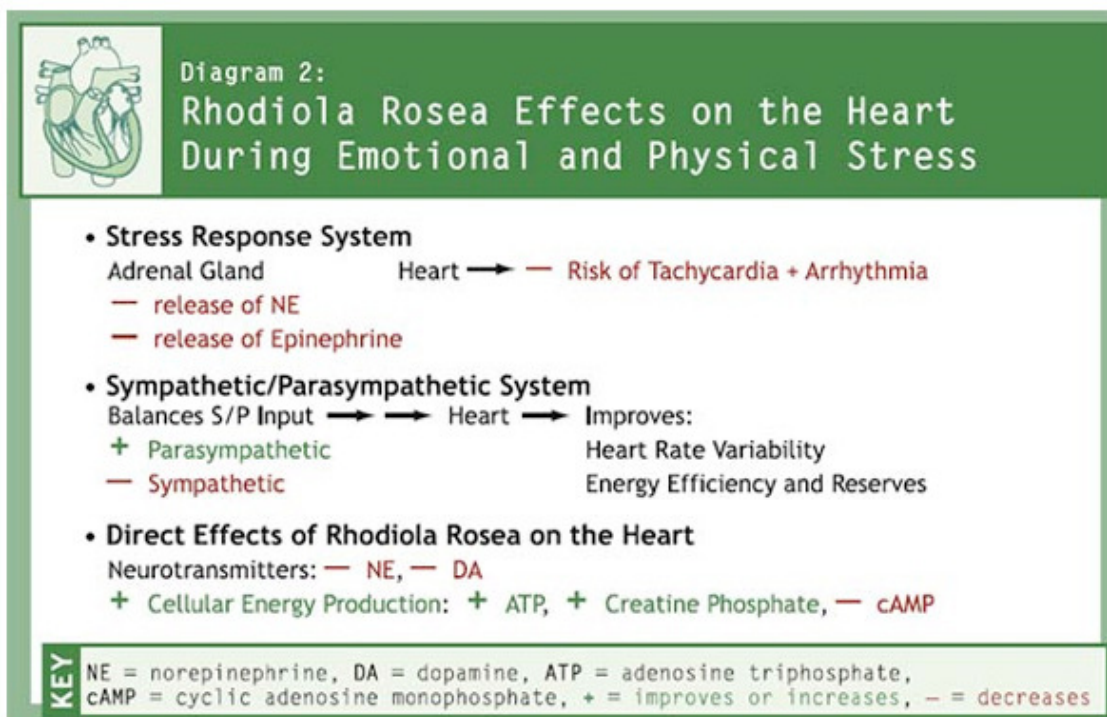 Diagram 2:
Rhodiola Rosea Effects on the Heart
During Emotional and Physical Stress
• Stress Response System
Adrenal Gland Heart → — Risk of Tachycardia + Arrhythmia
— release of NE
— release of Epinephrine
• Sympathetic/Parasympathetic System
Balances S/P Input → → Heart → Improves:
+ Parasympathetic Heart Rate Variability
— Sympathetic Energy Efficiency and Reserves
• Direct Effects of Rhodiola Rosea on the Heart
Neurotransmitters: — NE, — DA
+ Cellular Energy Production: + ATP, + Creatine Phosphate, — cAMP
KEY
NE = norepinephrine, DA = dopamine, ATP = adenosine triphosphate,
cAMP = cyclic adenosine monophosphate, + = improves or increases, — = decreases